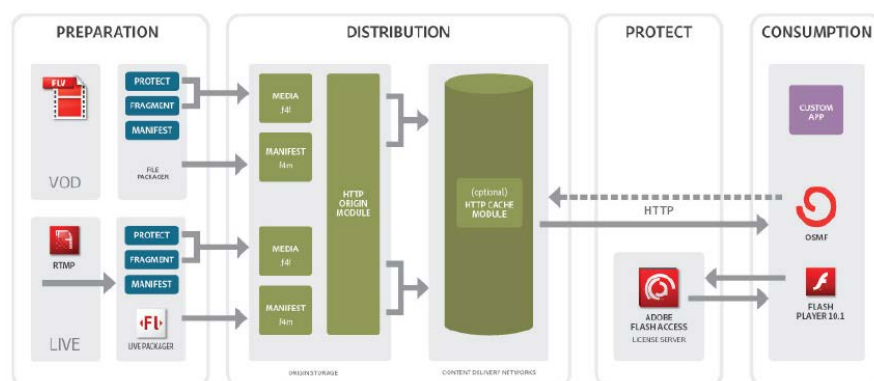 PREPARATION
DISTRIBUTION
PROTECT
CONSUMPTION
FLV
VOD
PROTECT
FRAGMENT
MANIFEST
FILE
PACKAGER
RTMP
LIVE
PROTECT
FRAGMENT
MANIFEST
Fl
LIVE PACKAGER
MEDIA
.f4f
MANIFEST
.f4m
MEDIA
.f4f
MANIFEST
.f4m
HTTP
ORIGIN
MODULE
ORIGIN STORAGE
(optional)
HTTP CACHE
MODULE
CONTENT DELIVERY NETWORKS
HTTP
ADOBE
FLASH ACCESS
LICENSE SERVER
CUSTOM
APP
OSMF
FLASH
PLAYER 10.1